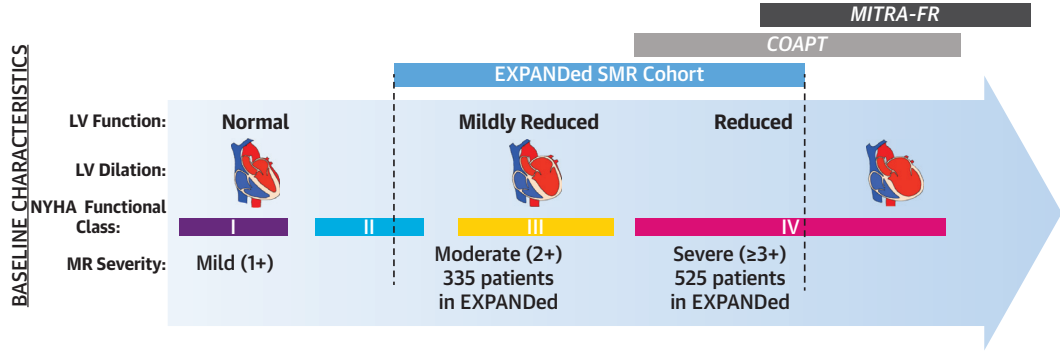 MITRA-FR
COAPT
EXPANDed SMR Cohort
BASELINE CHARACTERISTICS
LV Function:
Normal
Mildly Reduced
Reduced
LV Dilation:
NYHA Functional
Class:
I
II
III
IV
MR Severity:
Mild (1+)
Moderate (2+)
335 patients
in EXPANDed
Severe (≥3+)
525 patients
in EXPANDed